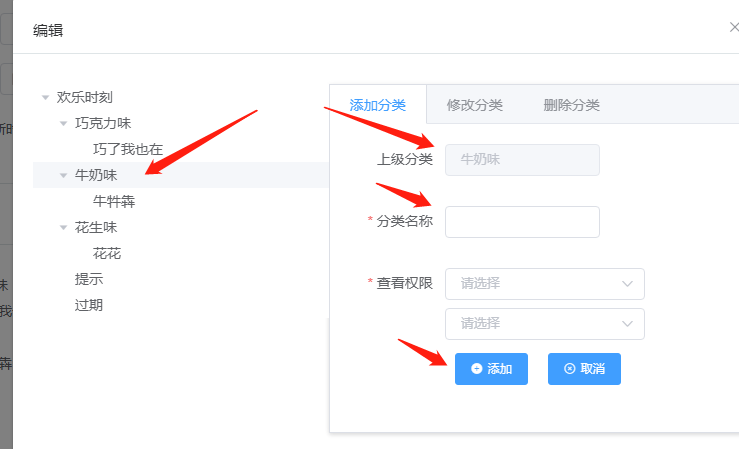 编辑
欢乐时刻
巧克力味
巧了我也在
牛奶味
牛牪犇
花生味
花花
提示
过期
添加分类 修改分类 删除分类
上级分类 牛奶味
* 分类名称
* 查看权限 请选择
请选择
添加 取消
味
我
犇